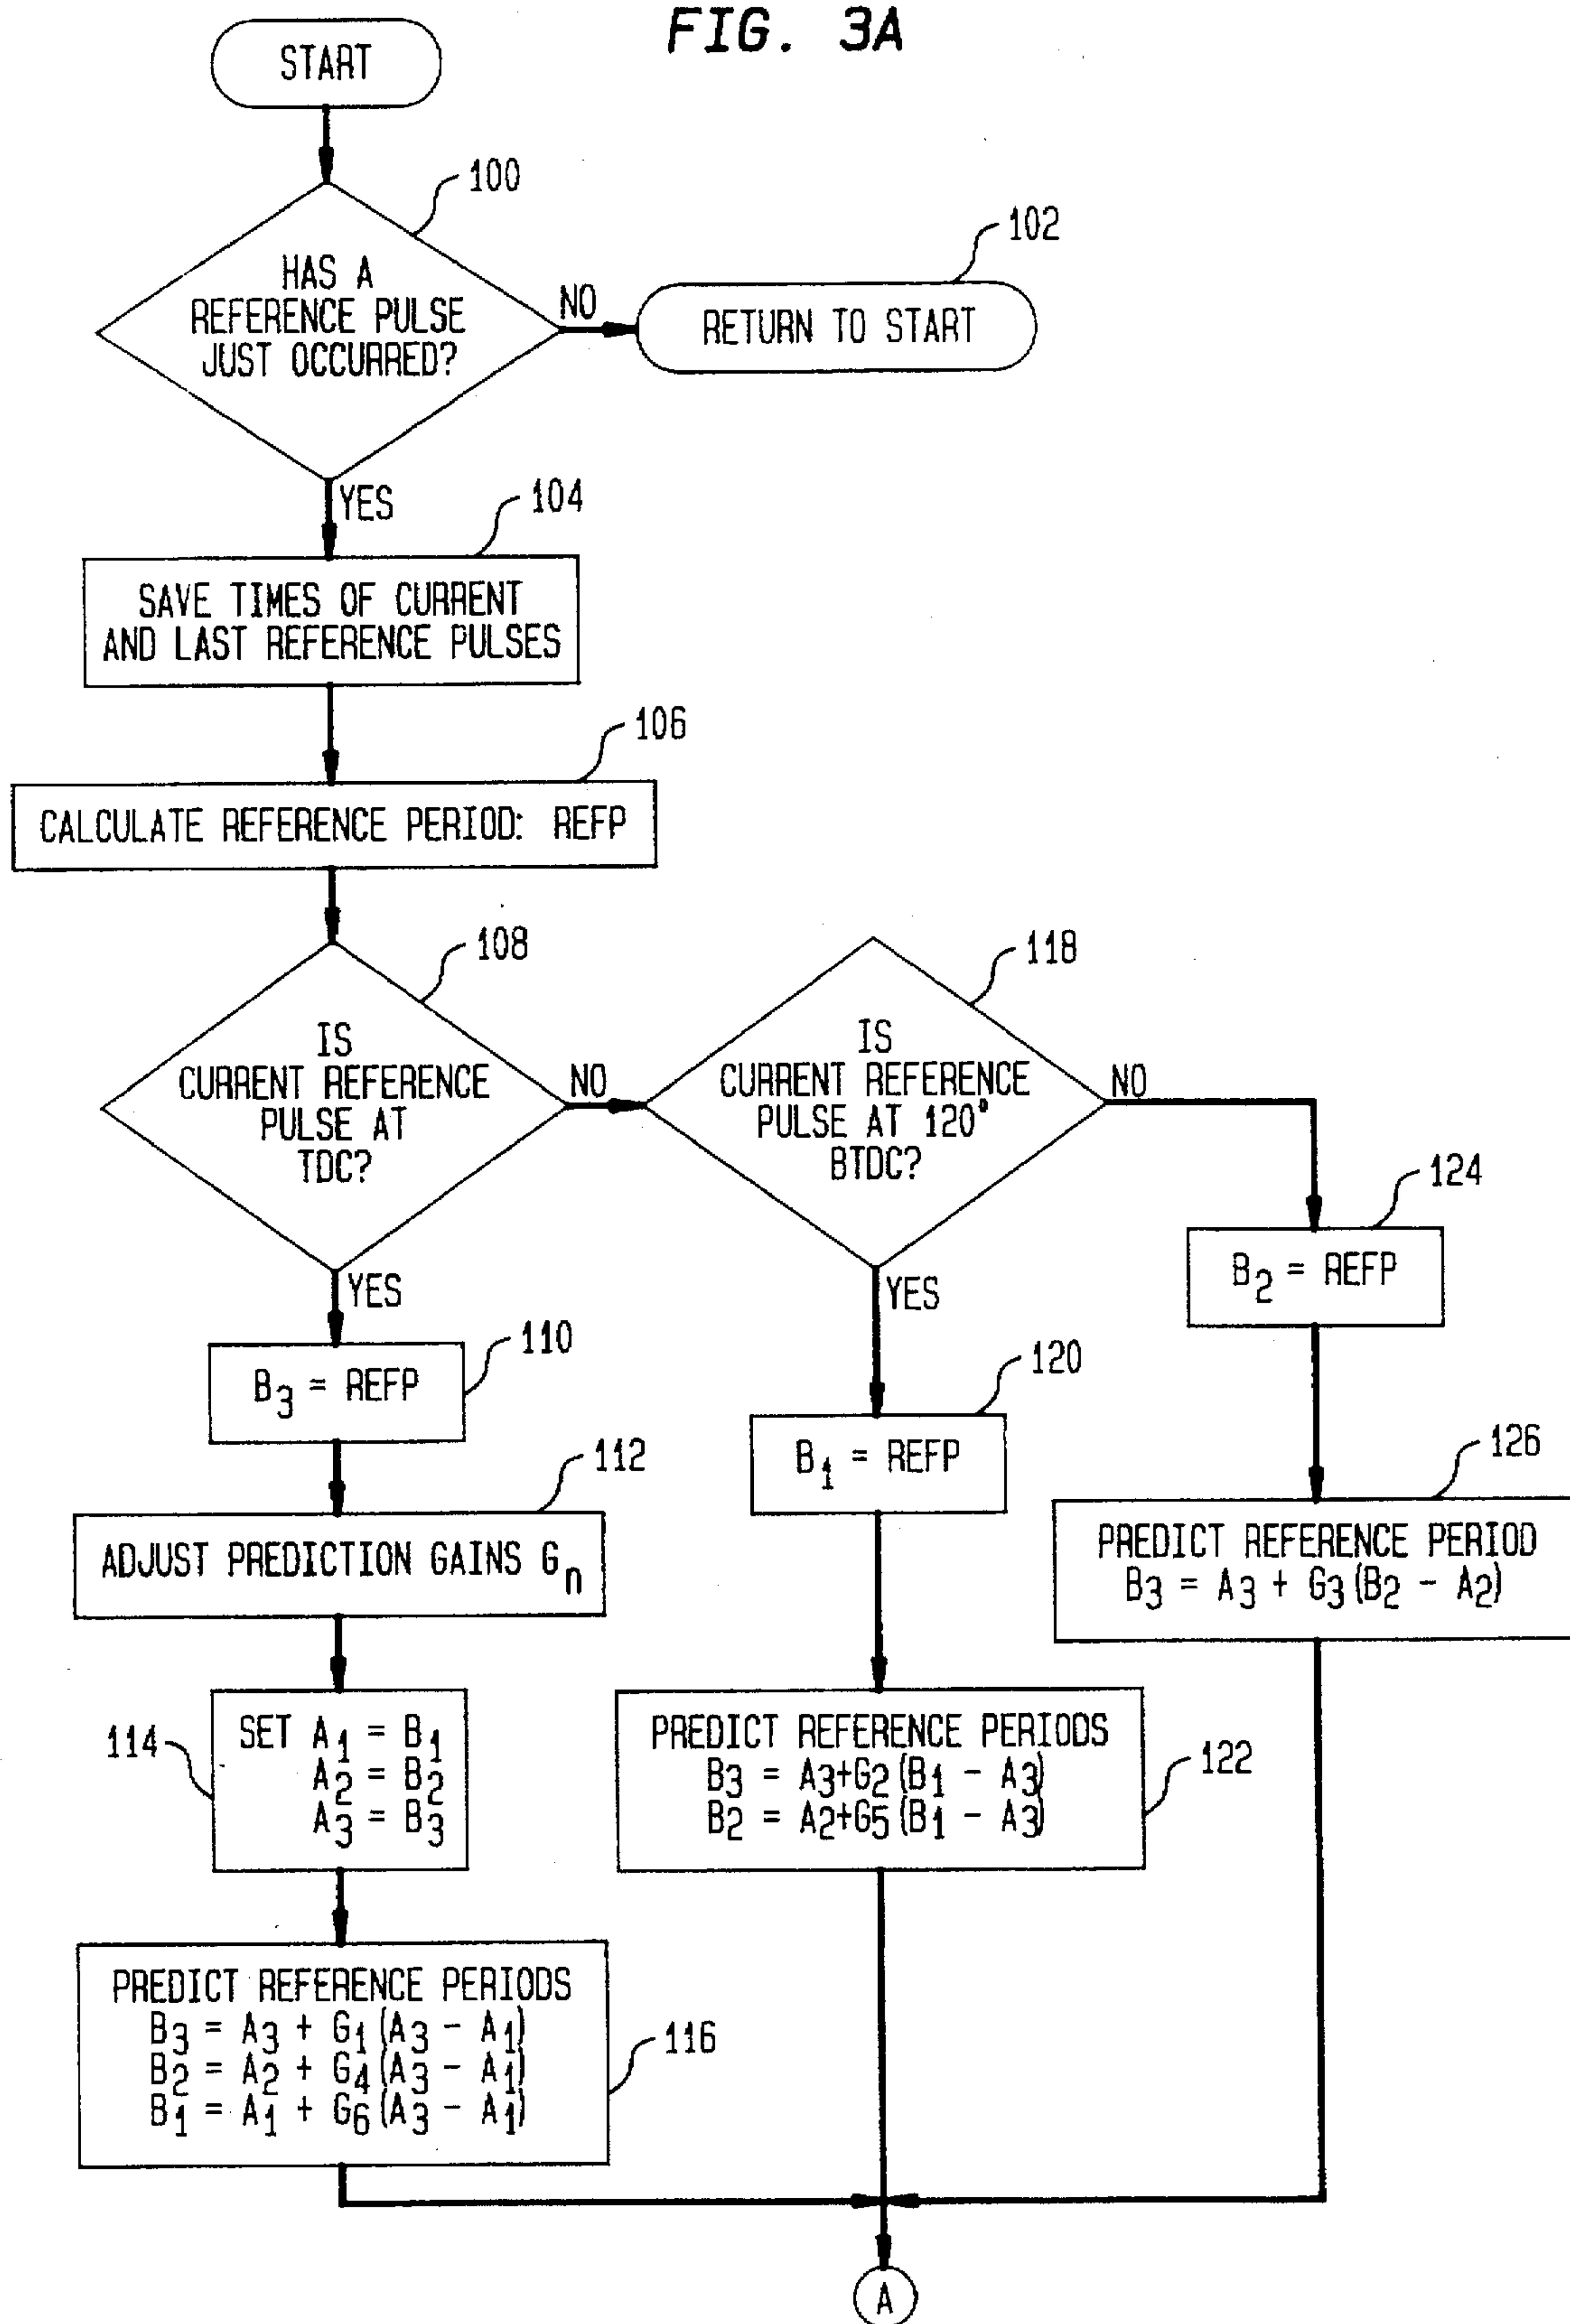 FIG. 3A
START
100
HAS A
REFERENCE PULSE
JUST OCCURRED?
NO
102
RETURN TO START
YES
104
SAVE TIMES OF CURRENT
AND LAST REFERENCE PULSES
106
CALCULATE REFERENCE PERIOD: REFP
108
IS
CURRENT REFERENCE
PULSE AT
TDC?
NO
118
IS
CURRENT REFERENCE
PULSE AT 120°
BTDC?
NO
124
B2 = REFP
YES
110
B3 = REFP
YES
120
B1 = REFP
112
ADJUST PREDICTION GAINS Gn
126
PREDICT REFERENCE PERIOD
B3 = A3 + G3(B2 - A2)
114
SET A1 = B1
A2 = B2
A3 = B3
122
PREDICT REFERENCE PERIODS
B3 = A3+G2(B1 - A3)
B2 = A2+G5(B1 - A3)
116
PREDICT REFERENCE PERIODS
B3 = A3 + G1(A3 - A1)
B2 = A2 + G4(A3 - A1)
B1 = A1 + G6(A3 - A1)
A